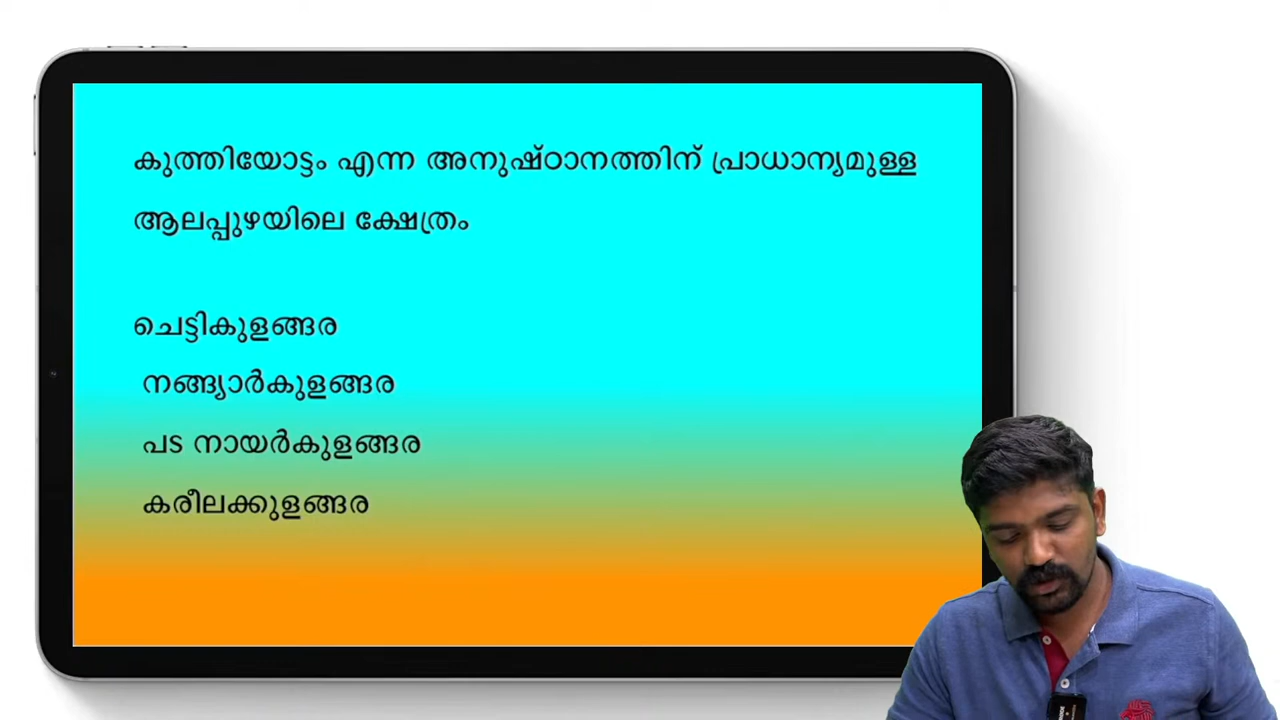 കുത്തിയോട്ടം എന്ന അനുഷ്ഠാനത്തിന് പ്രാധാന്യമുള്ള
ആലപ്പുഴയിലെ ക്ഷേത്രം
ചെട്ടികുളങ്ങര
നങ്ങ്യാർകുളങ്ങര
പട നായർകുളങ്ങര
കരീലക്കുളങ്ങര